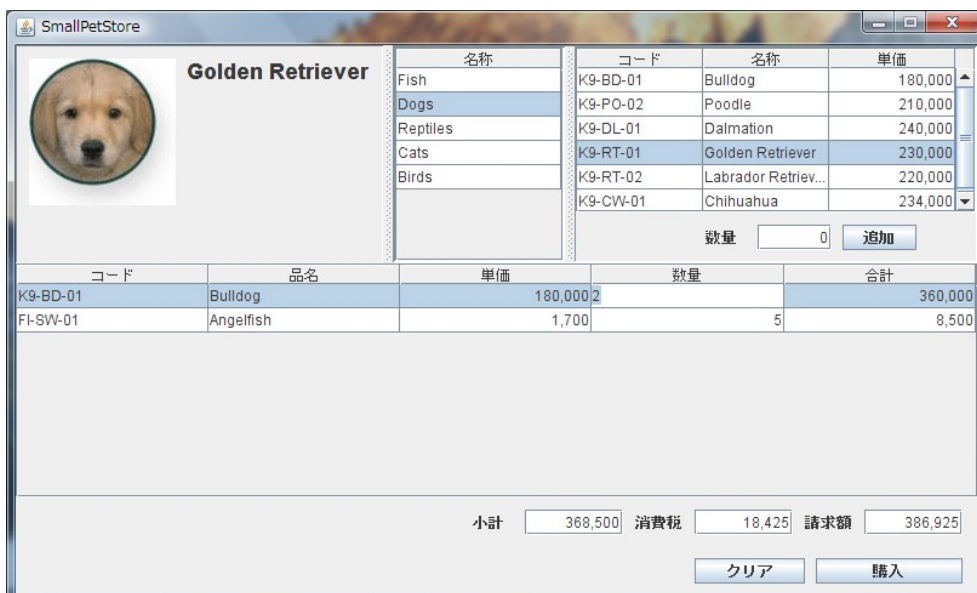 SmallPetStore
Golden Retriever
名称
Fish
Dogs
Reptiles
Cats
Birds
コード 名称 単価
K9-BD-01 Bulldog 180,000
K9-PO-02 Poodle 210,000
K9-DL-01 Dalmation 240,000
K9-RT-01 Golden Retriever 230,000
K9-RT-02 Labrador Retriev... 220,000
K9-CW-01 Chihuahua 234,000
数量 0 追加
コード 品名 単価 数量 合計
K9-BD-01 Bulldog 180,000 2 360,000
FI-SW-01 Angelfish 1,700 5 8,500
小計 368,500 消費税 18,425 請求額 386,925
クリア 購入